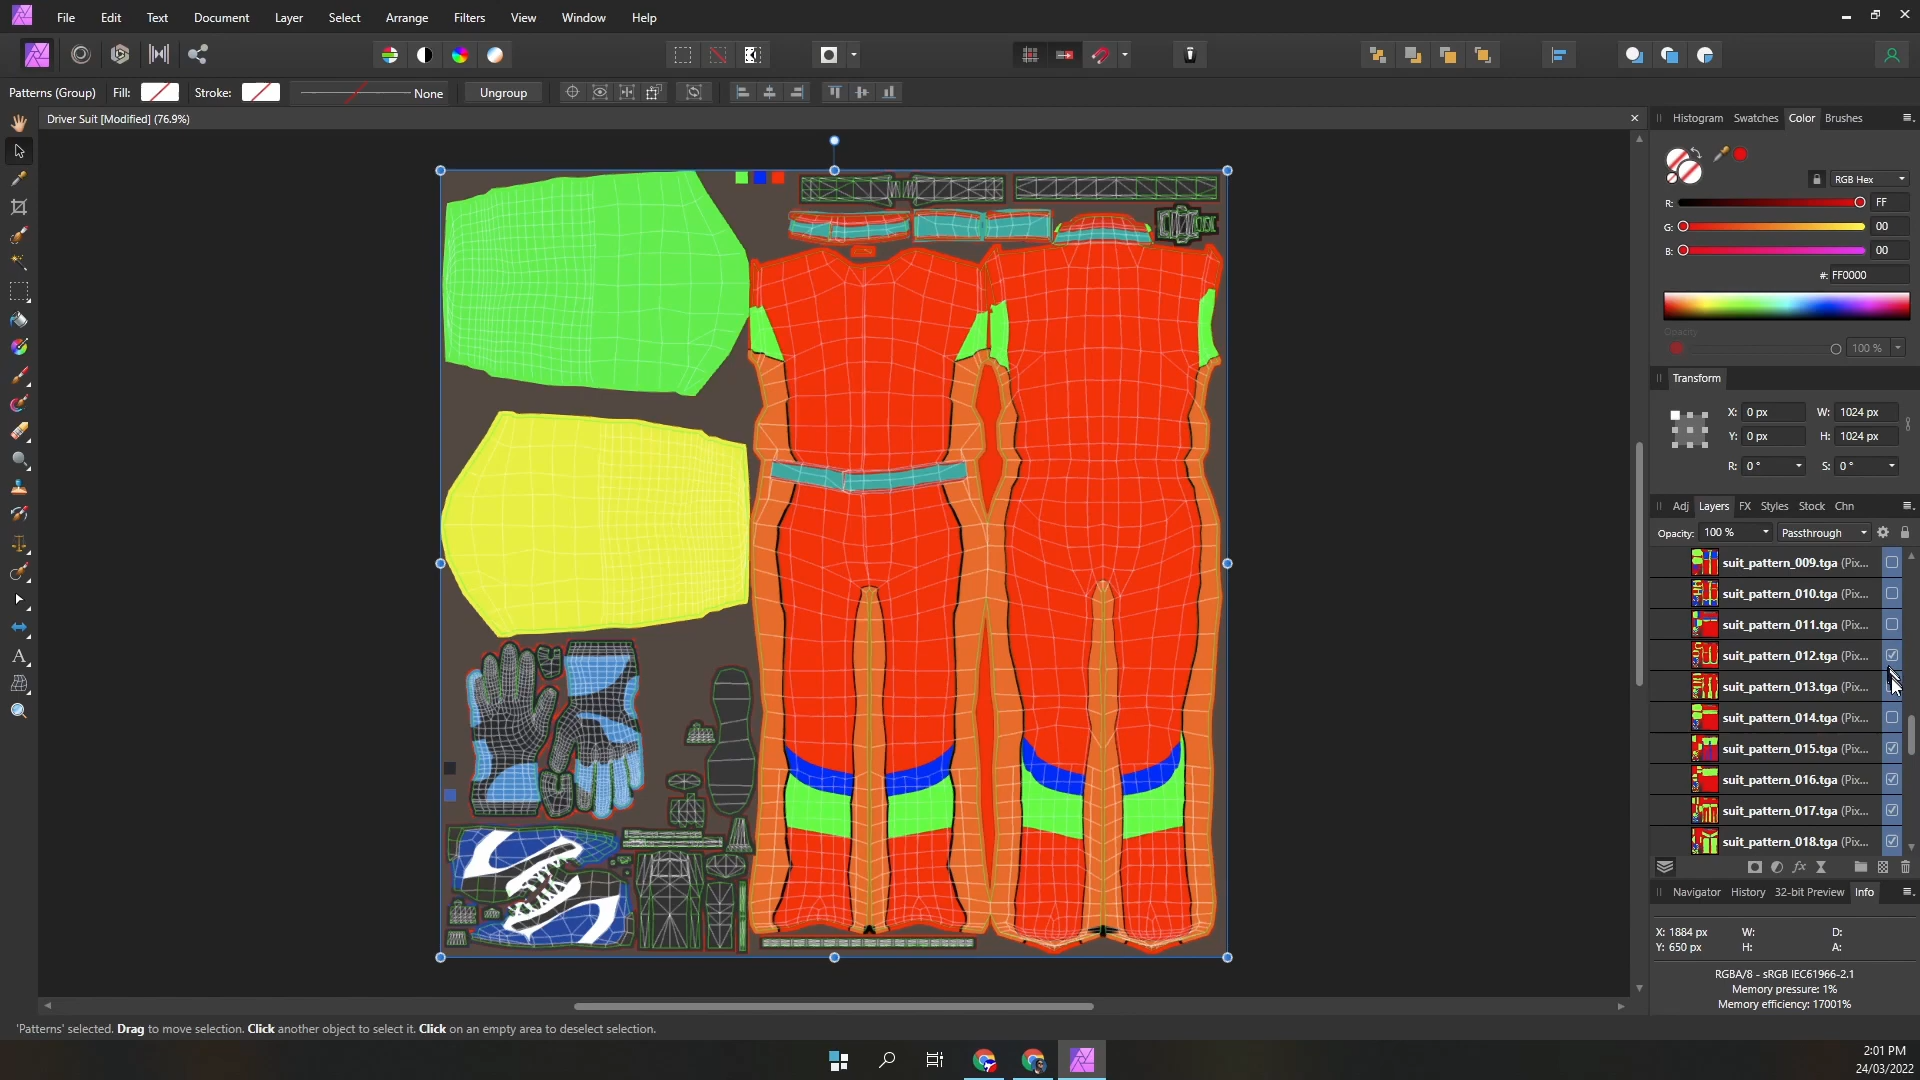 File Edit Text Document Layer Select Arrange Filters View Window Help
Patterns (Group) Fill: Stroke: None Ungroup
Driver Suit [Modified] (76.9%)
Histogram Swatches Color Brushes
RGB Hex
R: FF
G: 00
B: 00
#: FF0000
Opacity
100 %
Transform
X: 0 px W: 1024 px
Y: 0 px H: 1024 px
R: 0° S: 0°
Adj Layers FX Styles Stock Chn
Opacity: 100 % Passthrough
suit_pattern_009.tga (Pix...
suit_pattern_010.tga (Pix...
suit_pattern_011.tga (Pix...
suit_pattern_012.tga (Pix...
suit_pattern_013.tga (Pix...
suit_pattern_014.tga (Pix...
suit_pattern_015.tga (Pix...
suit_pattern_016.tga (Pix...
suit_pattern_017.tga (Pix...
suit_pattern_018.tga (Pix...
Navigator History 32-bit Preview Info
X: 1884 px W: D:
Y: 650 px H: A:
RGBA/8 - sRGB IEC61966-2.1
Memory pressure: 1%
Memory efficiency: 17001%
'Patterns' selected. Drag to move selection. Click another object to select it. Click on an empty area to deselect selection.
2:01 PM
24/03/2022